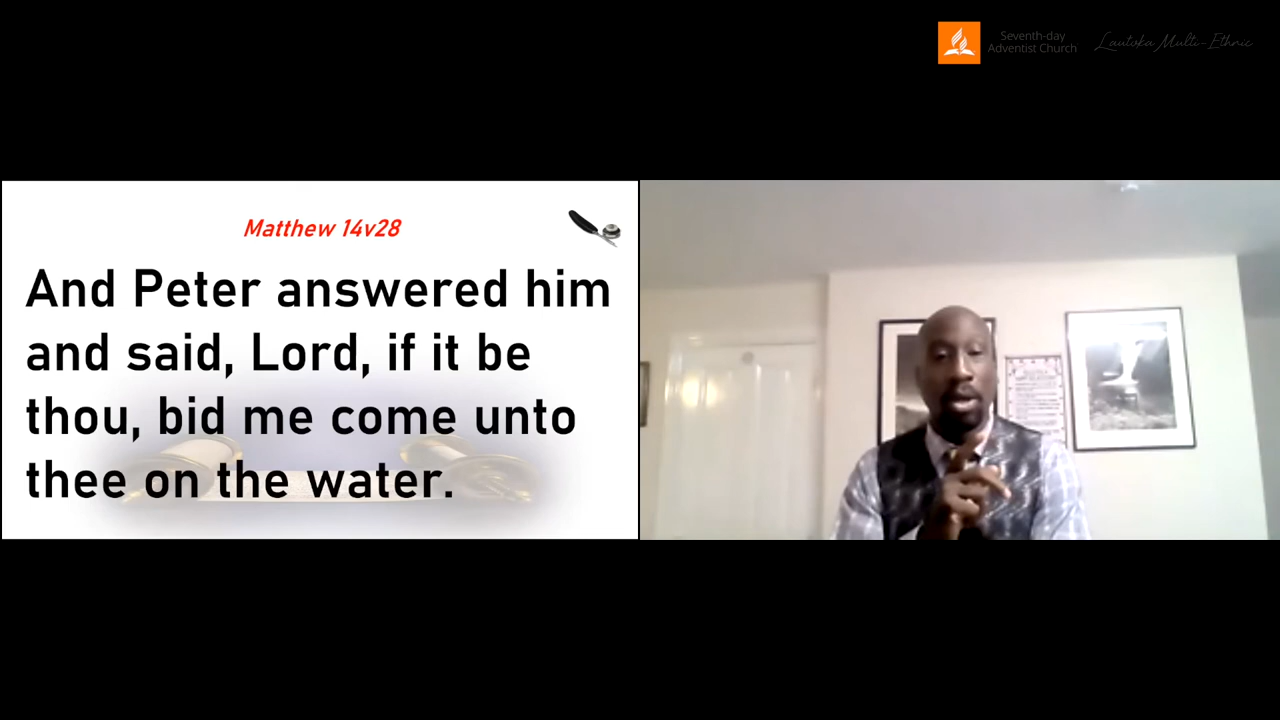 Seventh-day
Adventist Church
Lautoka Multi-Ethnic
Matthew 14v28
And Peter answered him
and said, Lord, if it be
thou, bid me come unto
thee on the water.